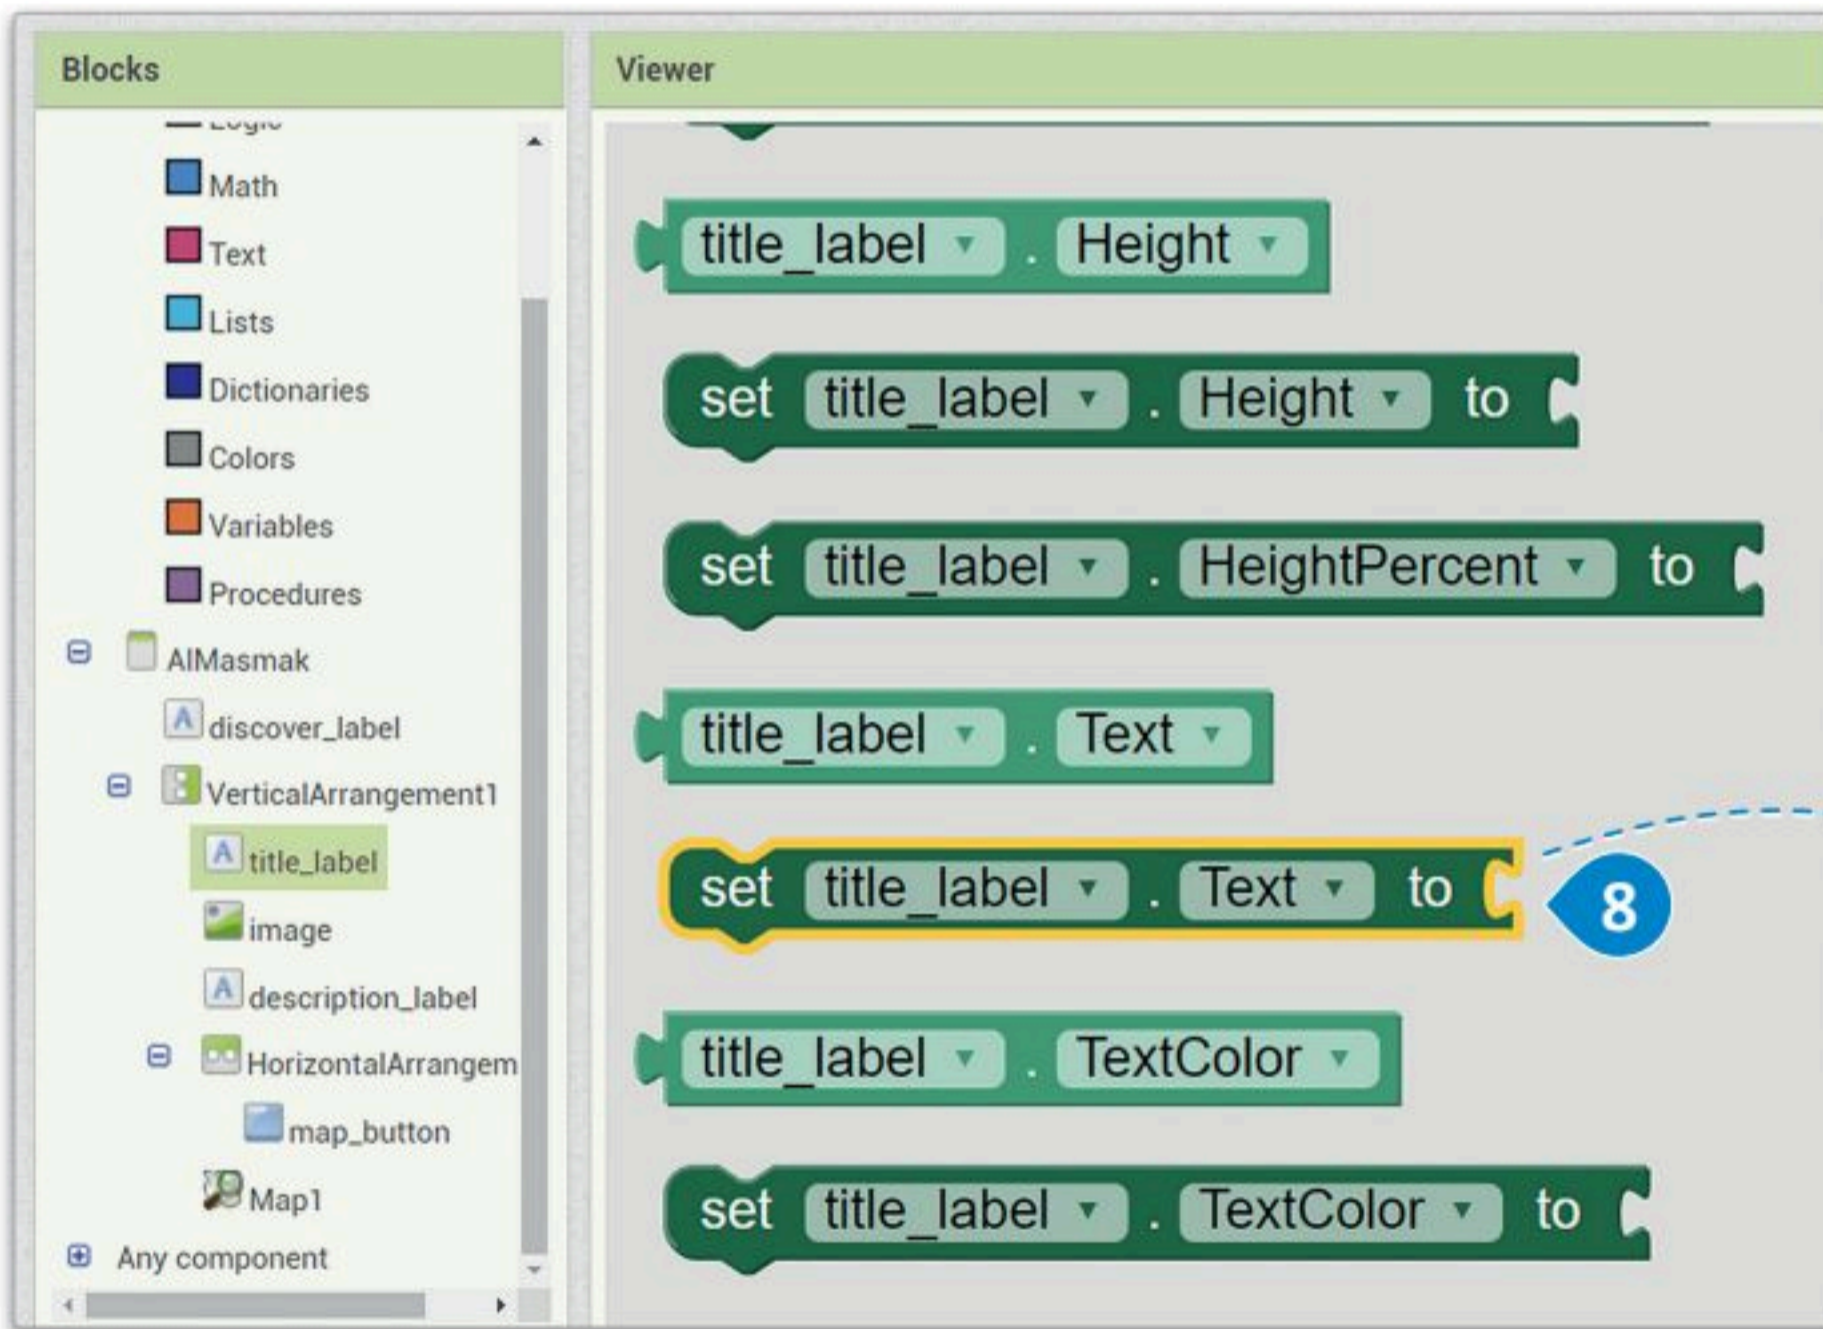 Blocks
Logic
Math
Text
Lists
Dictionaries
Colors
Variables
Procedures
AlMasmak
discover_label
VerticalArrangement1
title_label
image
description_label
HorizontalArrangem
map_button
Map1
Any component
Viewer
title_label . Height
set title_label . Height to
set title_label . HeightPercent to
title_label . Text
set title_label . Text to
8
title_label . TextColor
set title_label . TextColor to